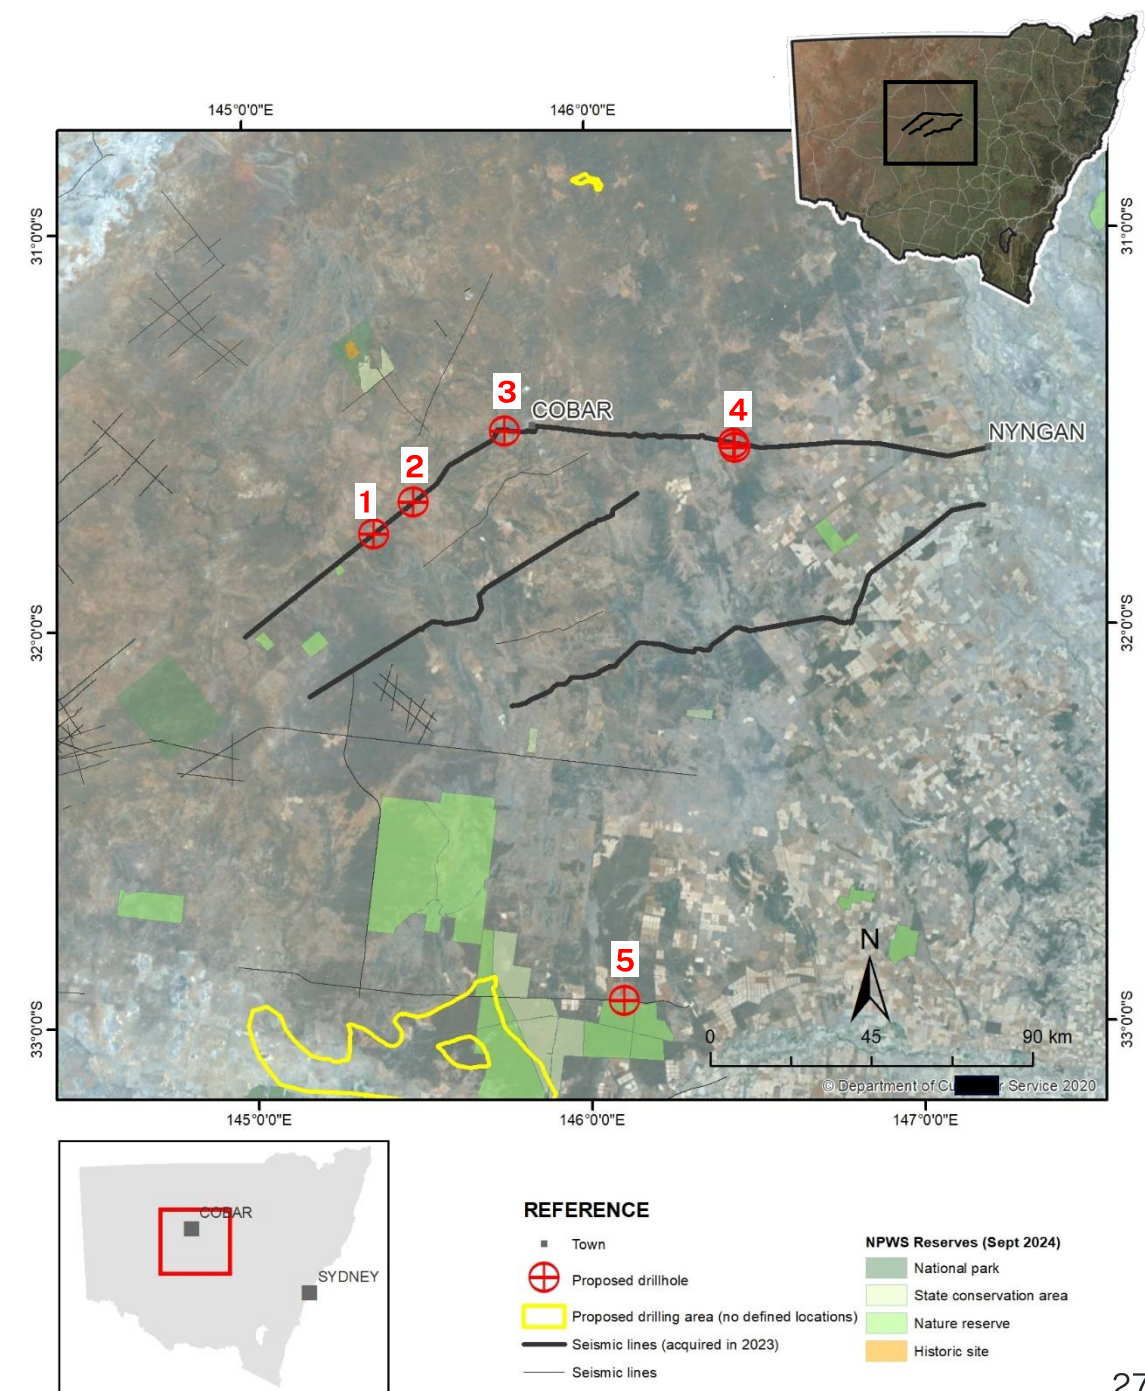 145°0'0"E
146°0'0"E
31°0'0"S
31°0'0"S
3
COBAR
4
NYNGAN
2
1
32°0'0"S
32°0'0"S
5
N
33°0'0"S
33°0'0"S
0 45 90 km
© Department of Cu r Service 2020
145°0'0"E
146°0'0"E
147°0'0"E
COBAR
SYDNEY
REFERENCE
Town
Proposed drillhole
Proposed drilling area (no defined locations)
Seismic lines (acquired in 2023)
Seismic lines
NPWS Reserves (Sept 2024)
National park
State conservation area
Nature reserve
Historic site
27